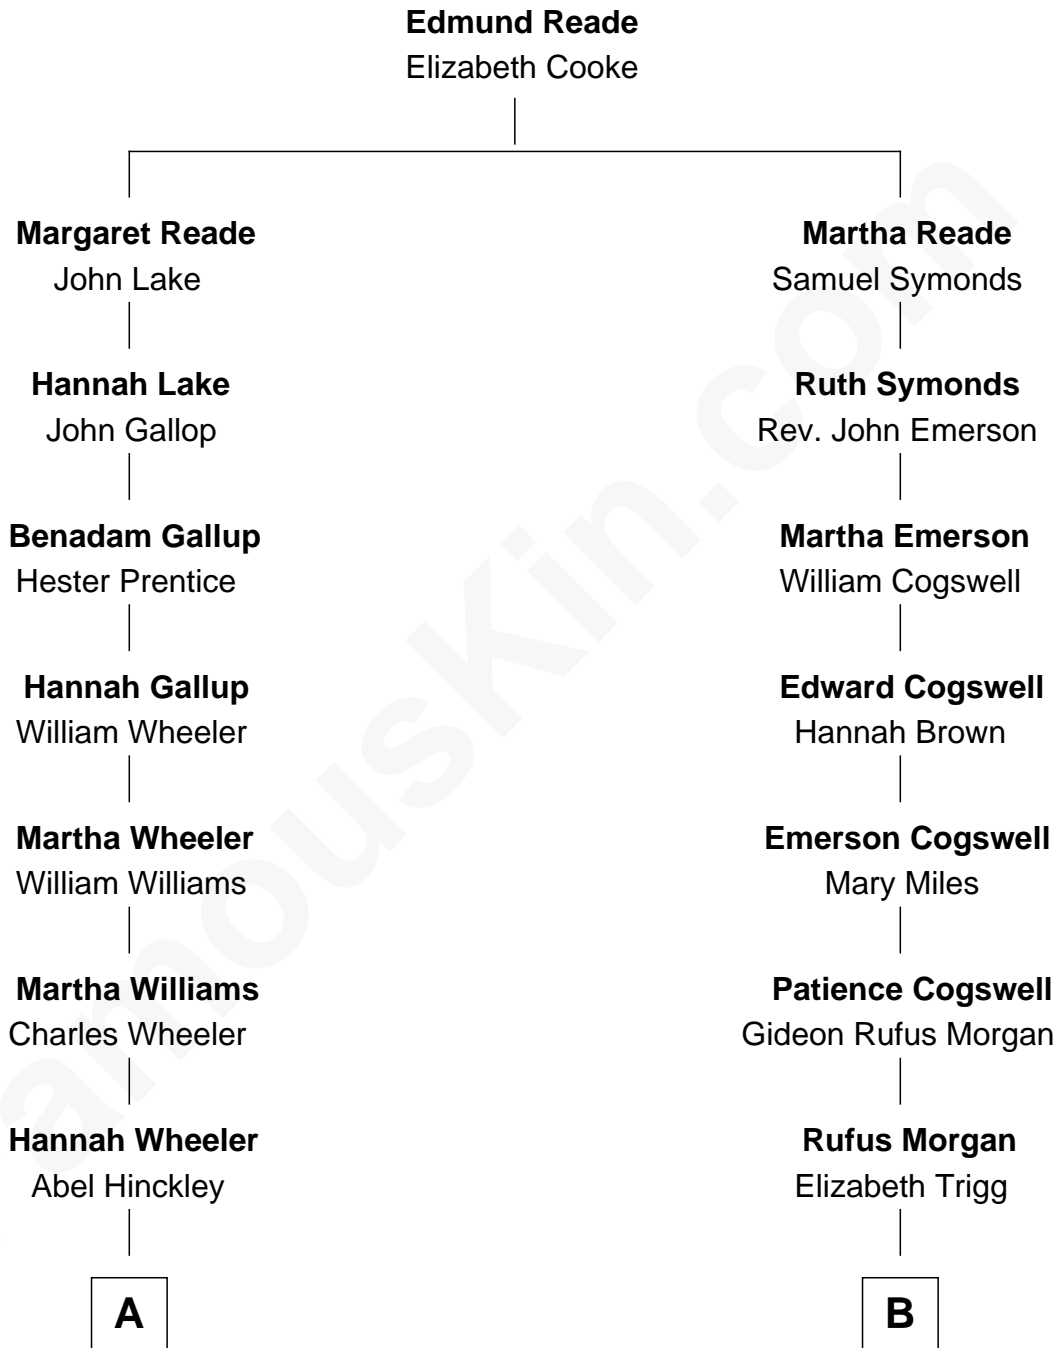 Edmund Reade
Elizabeth Cooke
Margaret Reade
John Lake
Hannah Lake
John Gallop
Benadam Gallup
Hester Prentice
Hannah Gallup
William Wheeler
Martha Wheeler
William Williams
Martha Williams
Charles Wheeler
Hannah Wheeler
Abel Hinckley
A
Martha Reade
Samuel Symonds
Ruth Symonds
Rev. John Emerson
Martha Emerson
William Cogswell
Edward Cogswell
Hannah Brown
Emerson Cogswell
Mary Miles
Patience Cogswell
Gideon Rufus Morgan
Rufus Morgan
Elizabeth Trigg
B
amouskin.com